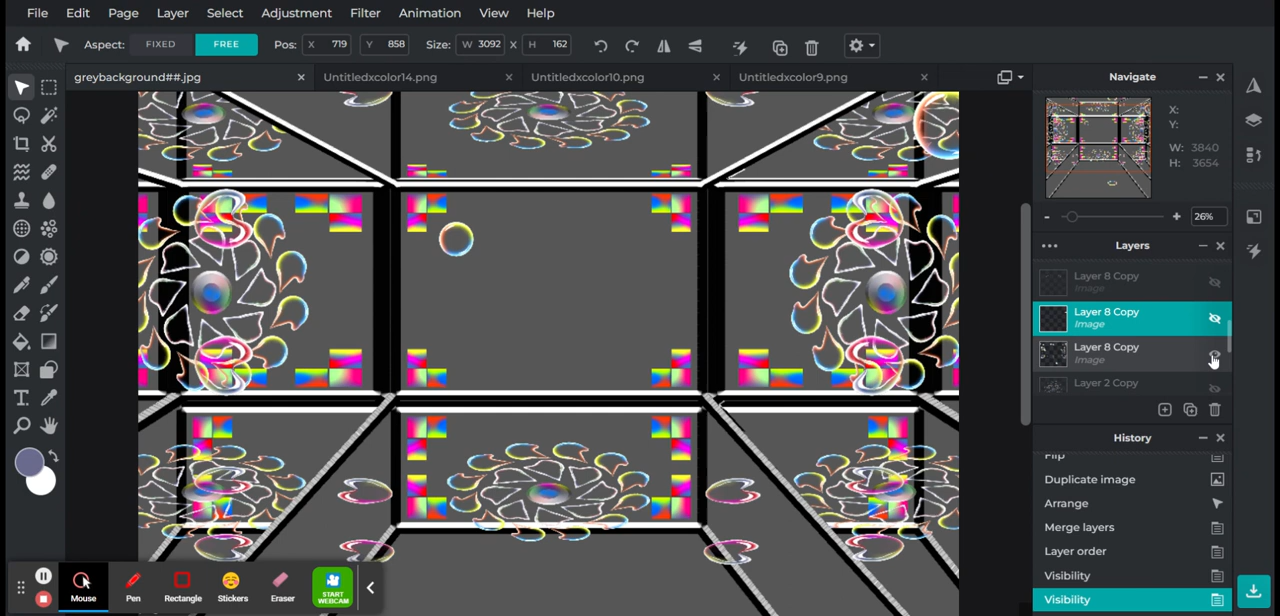 File Edit Page Layer Select Adjustment Filter Animation View Help
Aspect: FIXED FREE Pos: X 719 Y 858 Size: W 3092 X H 162
greybackground##.jpg Untitledxcolor14.png Untitledxcolor10.png Untitledxcolor9.png
Navigate
X:
Y:
W: 3840
H: 3654
26%
Layers
Layer 8 Copy
Image
Layer 8 Copy
Image
Layer 8 Copy
Image
Layer 2 Copy
History
Flip
Duplicate image
Arrange
Merge layers
Layer order
Visibility
Visibility
Mouse Pen Rectangle Stickers Eraser START
WEBCAM